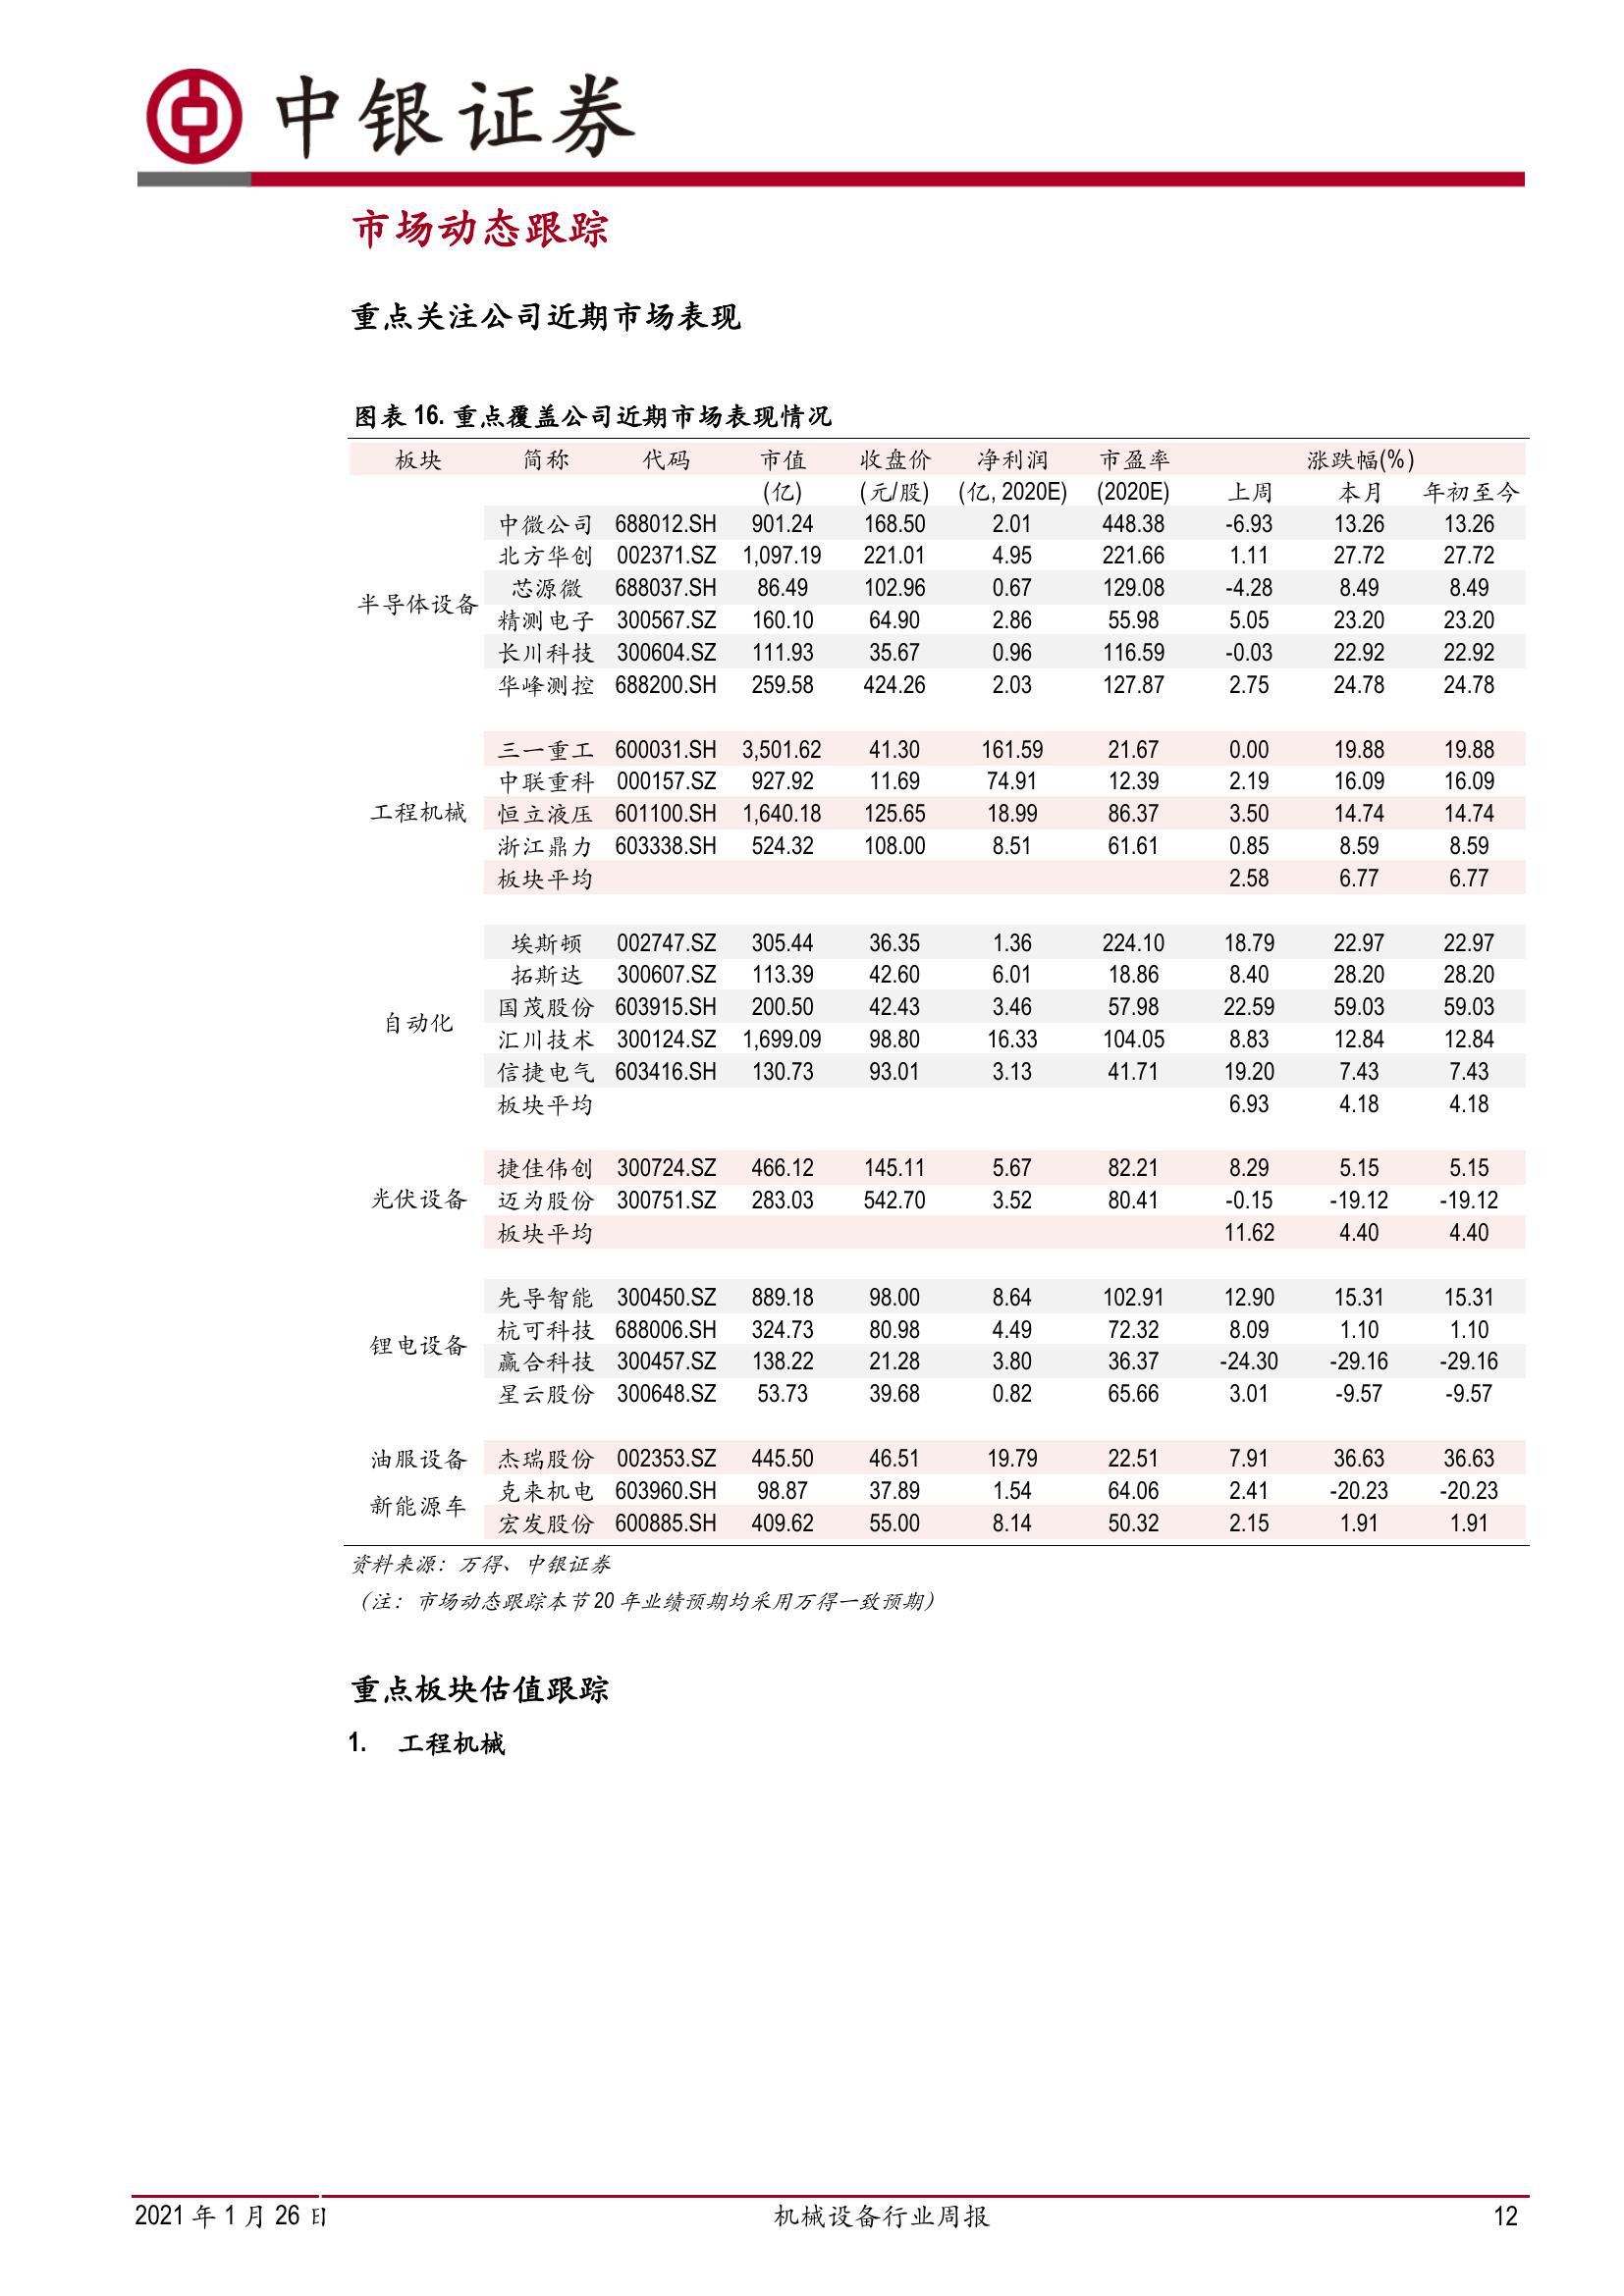 中银证券
市场动态跟踪
重点关注公司近期市场表现
图表 16. 重点覆盖公司近期市场表现情况
板块 简称 代码 市值 收盘价 净利润 市盈率 涨跌幅(%)
(亿) (元/股) (亿, 2020E) (2020E) 上周 本月 年初至今
中微公司 688012.SH 901.24 168.50 2.01 448.38 -6.93 13.26 13.26
北方华创 002371.SZ 1,097.19 221.01 4.95 221.66 1.11 27.72 27.72
芯源微 688037.SH 86.49 102.96 0.67 129.08 -4.28 8.49 8.49
半导体设备
精测电子 300567.SZ 160.10 64.90 2.86 55.98 5.05 23.20 23.20
长川科技 300604.SZ 111.93 35.67 0.96 116.59 -0.03 22.92 22.92
华峰测控 688200.SH 259.58 424.26 2.03 127.87 2.75 24.78 24.78
三一重工 600031.SH 3,501.62 41.30 161.59 21.67 0.00 19.88 19.88
中联重科 000157.SZ 927.92 11.69 74.91 12.39 2.19 16.09 16.09
工程机械 恒立液压 601100.SH 1,640.18 125.65 18.99 86.37 3.50 14.74 14.74
浙江鼎力 603338.SH 524.32 108.00 8.51 61.61 0.85 8.59 8.59
板块平均 2.58 6.77 6.77
埃斯顿 002747.SZ 305.44 36.35 1.36 224.10 18.79 22.97 22.97
拓斯达 300607.SZ 113.39 42.60 6.01 18.86 8.40 28.20 28.20
国茂股份 603915.SH 200.50 42.43 3.46 57.98 22.59 59.03 59.03
自动化
汇川技术 300124.SZ 1,699.09 98.80 16.33 104.05 8.83 12.84 12.84
信捷电气 603416.SH 130.73 93.01 3.13 41.71 19.20 7.43 7.43
板块平均 6.93 4.18 4.18
捷佳伟创 300724.SZ 466.12 145.11 5.67 82.21 8.29 5.15 5.15
光伏设备 迈为股份 300751.SZ 283.03 542.70 3.52 80.41 -0.15 -19.12 -19.12
板块平均 11.62 4.40 4.40
先导智能 300450.SZ 889.18 98.00 8.64 102.91 12.90 15.31 15.31
杭可科技 688006.SH 324.73 80.98 4.49 72.32 8.09 1.10 1.10
锂电设备
赢合科技 300457.SZ 138.22 21.28 3.80 36.37 -24.30 -29.16 -29.16
星云股份 300648.SZ 53.73 39.68 0.82 65.66 3.01 -9.57 -9.57
油服设备 杰瑞股份 002353.SZ 445.50 46.51 19.79 22.51 7.91 36.63 36.63
克来机电 603960.SH 98.87 37.89 1.54 64.06 2.41 -20.23 -20.23
新能源车
宏发股份 600885.SH 409.62 55.00 8.14 50.32 2.15 1.91 1.91
资料来源：万得、中银证券
（注：市场动态跟踪本节 20 年业绩预期均采用万得一致预期）
重点板块估值跟踪
1. 工程机械
2021 年 1 月 26 日 机械设备行业周报 12